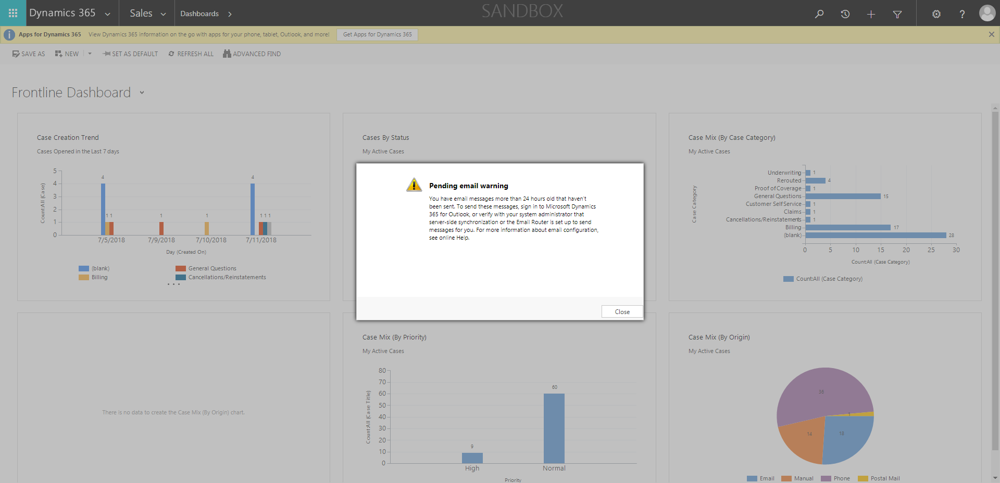 Dynamics 365
Sales
Dashboards
SANDBOX
?
i
Apps for Dynamics 365
View Dynamics 365 information on the go with apps for your phone, tablet, Outlook, and more!
Get Apps for Dynamics 365
SAVE AS
NEW
SET AS DEFAULT
REFRESH ALL
ADVANCED FIND
Frontline Dashboard
Case Creation Trend
Cases Opened in the Last 7 days
Count:All (Case)
5
4
3
2
1
0
4
1 1
1
1
4
1 1 1
7/5/2018
7/9/2018
7/10/2018
7/11/2018
Day (Created On)
(blank)
General Questions
Billing
Cancellations/Reinstatements
Cases By Status
My Active Cases
Pending email warning
You have email messages more than 24 hours old that haven't
been sent. To send these messages, sign in to Microsoft Dynamics
365 for Outlook, or verify with your system administrator that
server-side synchronization or the Email Router is set up to send
messages for you. For more information about email configuration,
see online Help.
Close
Case Mix (By Case Category)
My Active Cases
Case Category
Underwriting 1
Rerouted 4
Proof of Coverage 1
General Questions 15
Customer Self Service 1
Claims 1
Cancellations/Reinstatements 1
Billing 17
(blank) 28
0 5 10 15 20 25 30
Count:All (Case Category)
Count:All (Case Category)
There is no data to create the Case Mix (By Origin) chart.
Case Mix (By Priority)
My Active Cases
Count:All (Case Title)
80
70
60
50
40
30
20
10
0
9
60
High
Normal
Priority
Case Mix (By Origin)
My Active Cases
36
1
14
18
Email
Manual
Phone
Postal Mail